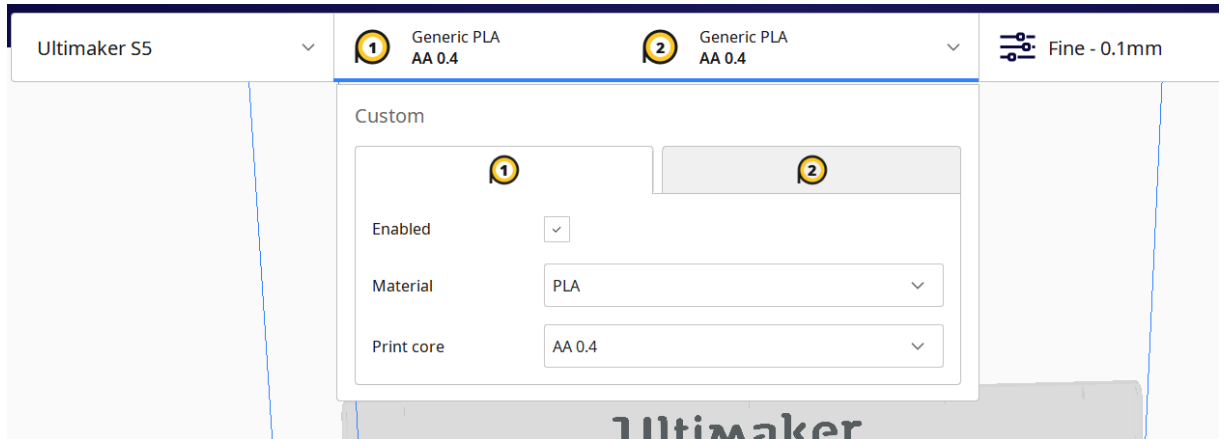 Ultimaker S5
1
Generic PLA
AA 0.4
2
Generic PLA
AA 0.4
Fine - 0.1mm
Custom
1
2
Enabled
Material
PLA
Print core
AA 0.4
Ultimaker